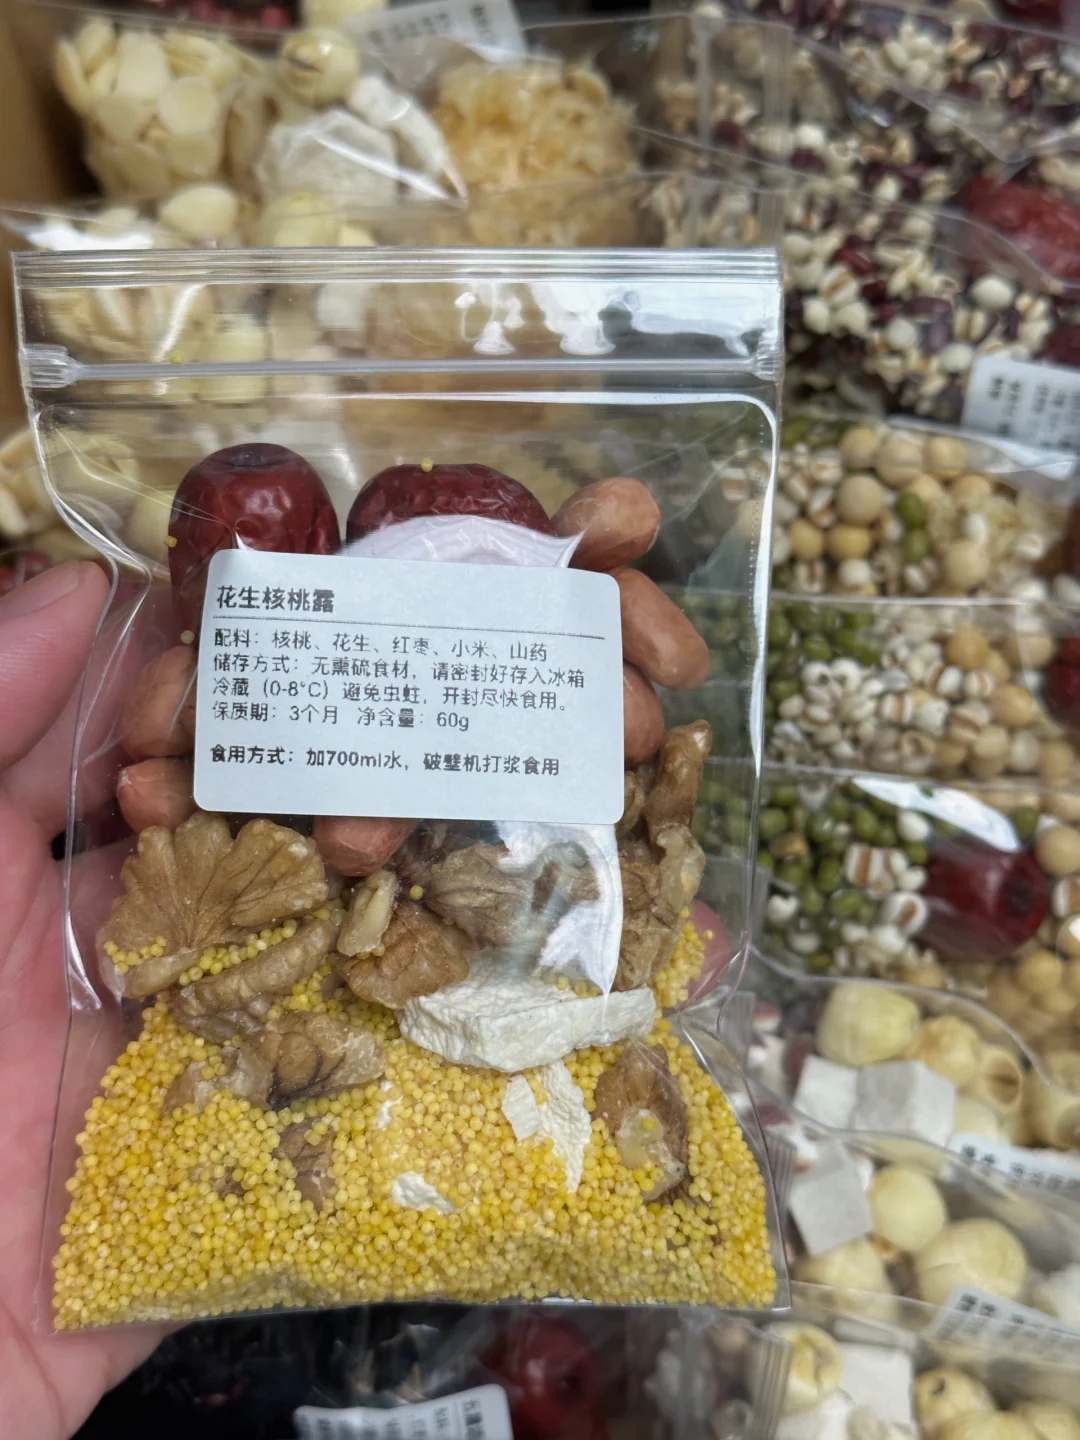 花生核桃露
配料：核桃、花生、红枣、小米、山药
储存方式：无熏硫食材，请密封好存入冰箱
冷藏（0-8°C）避免虫蛀，开封尽快食用。
保质期：3个月 净含量：60g
食用方式：加700ml水，破壁机打浆食用